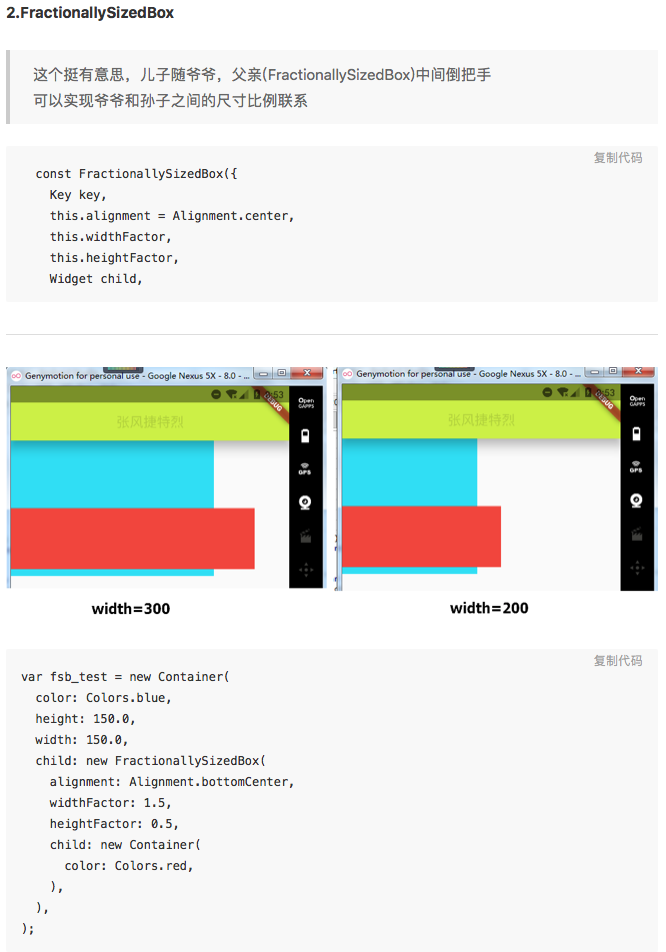 2.FractionallySizedBox
这个挺有意思，儿子随爷爷，父亲(FractionallySizedBox)中间倒把手
可以实现爷爷和孙子之间的尺寸比例联系
复制代码
const FractionallySizedBox({
Key key,
this.alignment = Alignment.center,
this.widthFactor,
this.heightFactor,
Widget child,
Genymotion for personal use - Google Nexus 5X - 8.0 - ...
Genymotion for personal use - Google Nexus 5X - 8.0 - ...
DEBUG
DEBUG
张风捷特烈
张风捷特烈
Open
GAPPS
Open
GAPPS
GPS
GPS
width=300
width=200
复制代码
var fsb_test = new Container(
color: Colors.blue,
height: 150.0,
width: 150.0,
child: new FractionallySizedBox(
alignment: Alignment.bottomCenter,
widthFactor: 1.5,
heightFactor: 0.5,
child: new Container(
color: Colors.red,
),
),
);